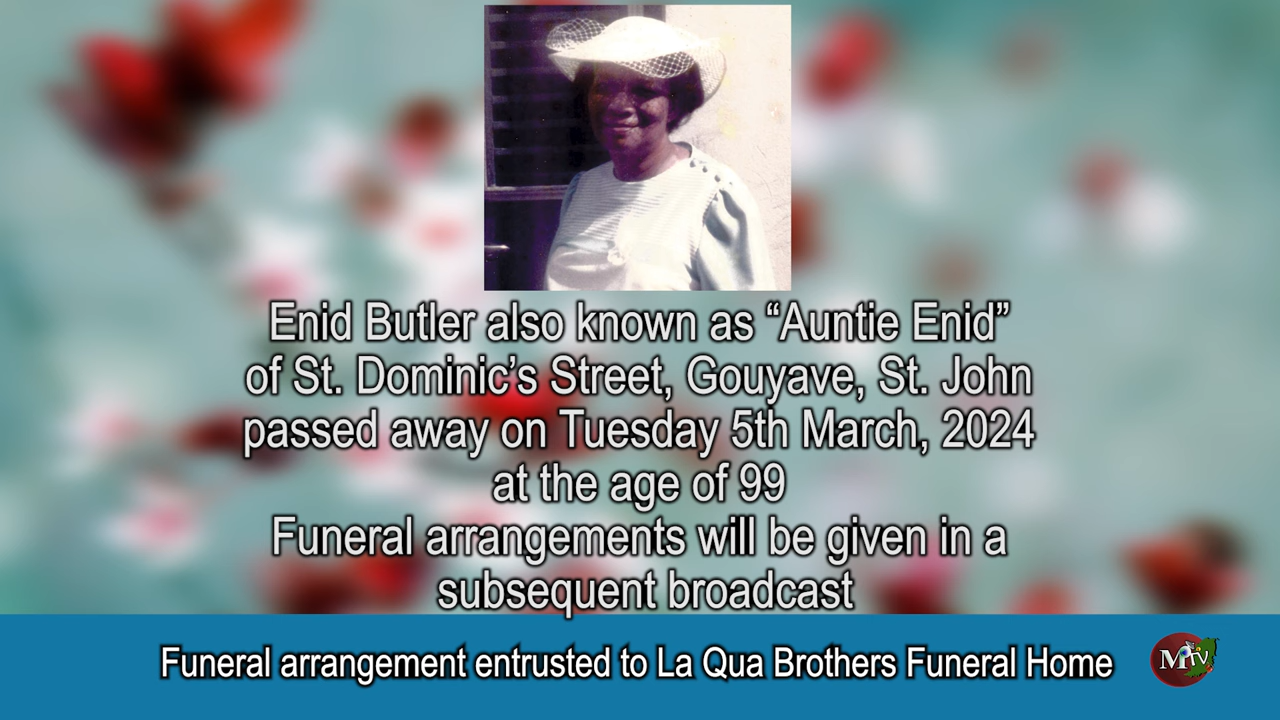 Enid Butler also known as “Auntie Enid”
of St. Dominic’s Street, Gouyave, St. John
passed away on Tuesday 5th March, 2024
at the age of 99
Funeral arrangements will be given in a
subsequent broadcast
Funeral arrangement entrusted to La Qua Brothers Funeral Home
MTV